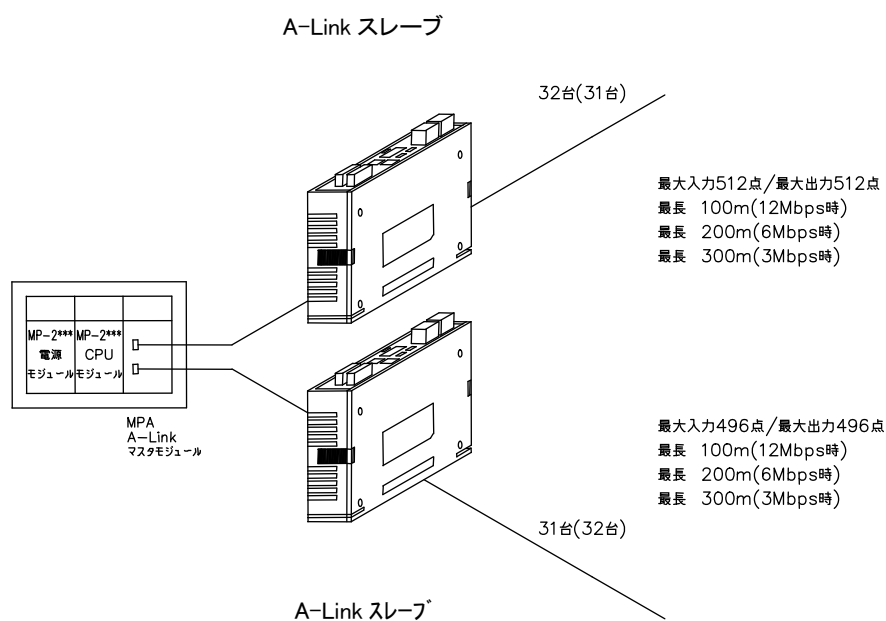 A-Link スレーブ
32台(31台)
最大入力512点/最大出力512点
最長 100m(12Mbps時)
最長 200m(6Mbps時)
最長 300m(3Mbps時)
MP-2*** MP-2***
電源 CPU
モジュール モジュール
MPA
A-Link
マスタモジュール
最大入力496点/最大出力496点
最長 100m(12Mbps時)
最長 200m(6Mbps時)
最長 300m(3Mbps時)
31台(32台)
A-Link スレーブ